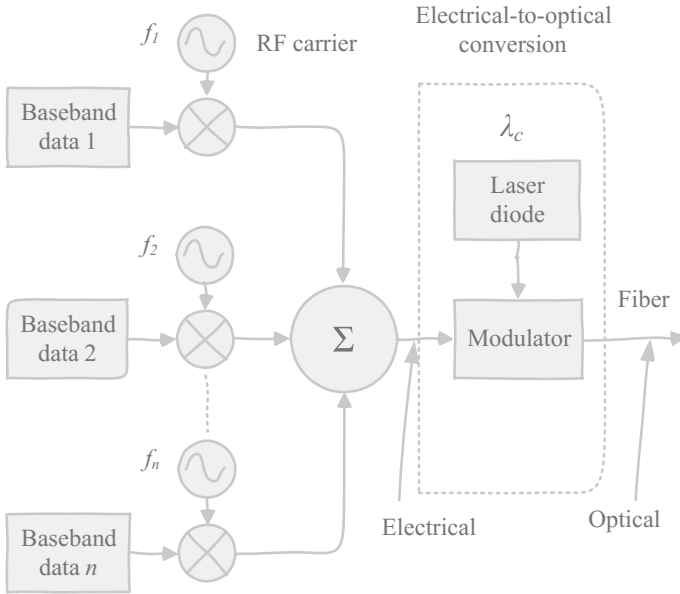 f₁
RF carrier
Electrical-to-optical
conversion
Baseband
data 1
λc
Laser
diode
f₂
Baseband
data 2
Σ
Modulator
Fiber
fₙ
Electrical
Optical
Baseband
data n